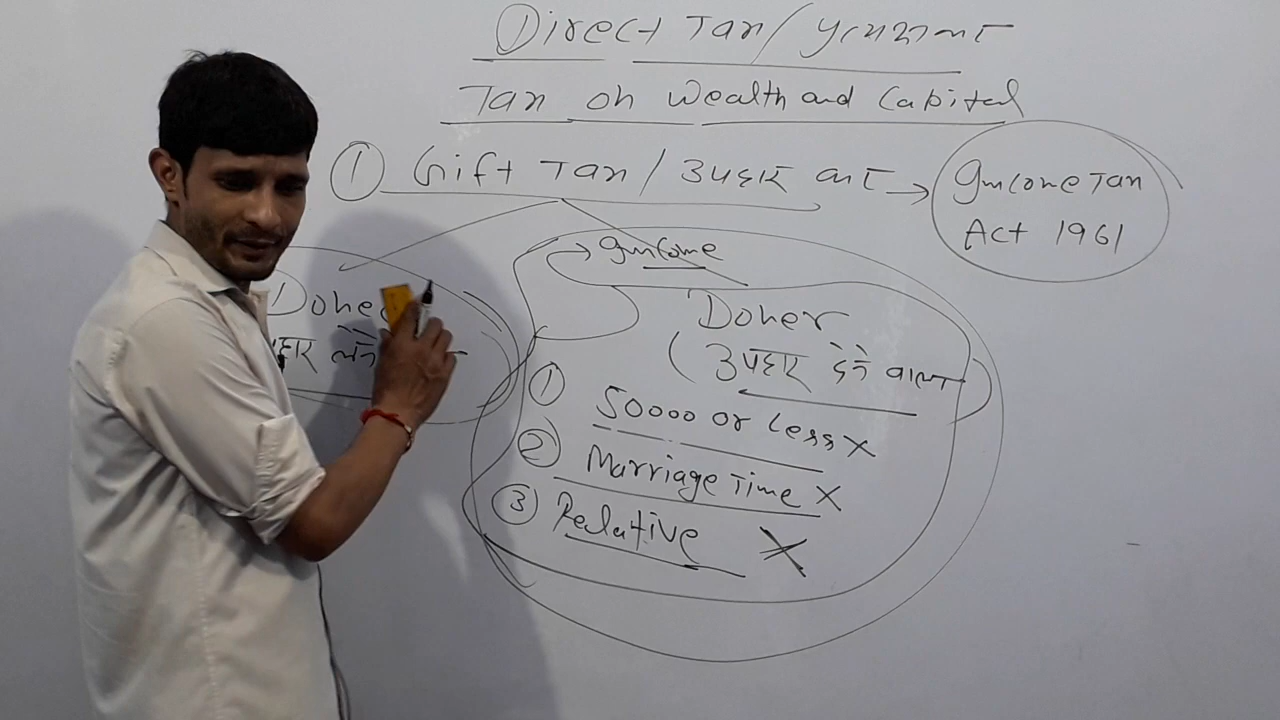 Direct Tax / प्रत्यक्ष कर
Tax on Wealth and Capital
① Gift Tax / उपहार कर → Income Tax
Act 1961
→ Income
Donee
Doner
लेने
( उपहार देने वाला )
① 50000 or Less X
② Marriage Time X
③ Relative X